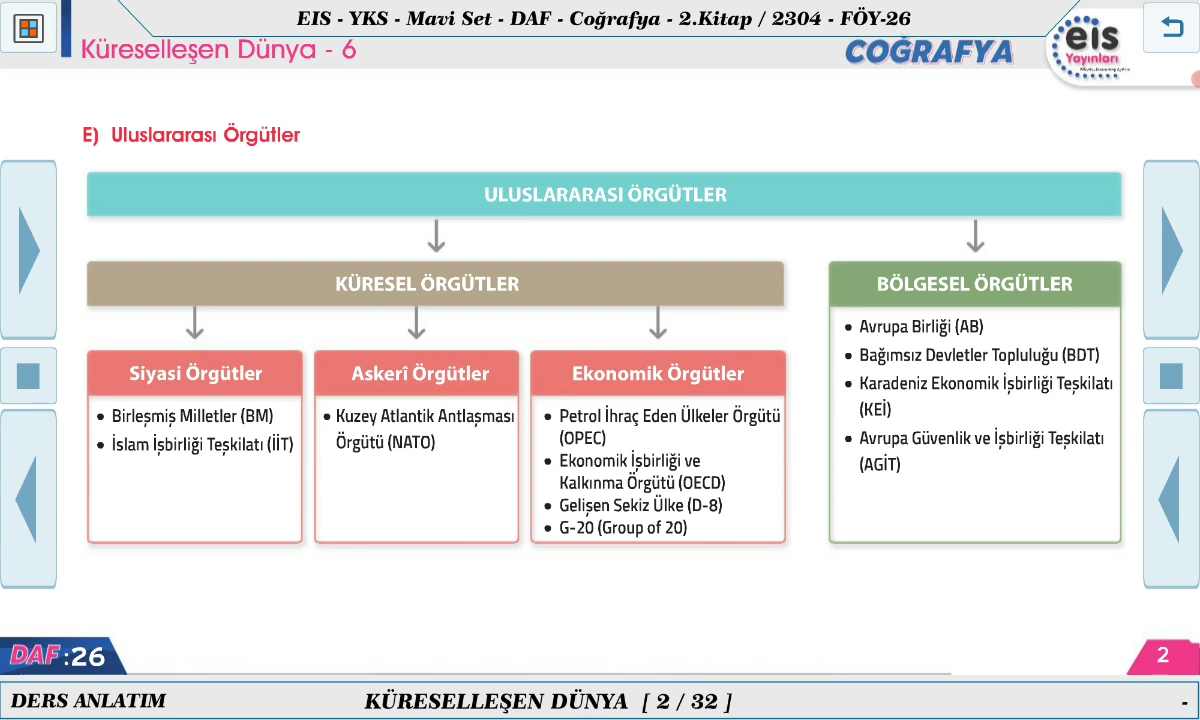 EIS - YKS - Mavi Set - DAF - Coğrafya - 2.Kitap / 2304 - FÖY-26
Küreselleşen Dünya - 6
COĞRAFYA
eis
Yayınları
E) Uluslararası Örgütler
ULUSLARARASI ÖRGÜTLER
KÜRESEL ÖRGÜTLER
Siyasi Örgütler
• Birleşmiş Milletler (BM)
• İslam İşbirliği Teşkilatı (İİT)
Askerî Örgütler
• Kuzey Atlantik Antlaşması
Örgütü (NATO)
Ekonomik Örgütler
• Petrol İhraç Eden Ülkeler Örgütü
(OPEC)
• Ekonomik İşbirliği ve
Kalkınma Örgütü (OECD)
• Gelişen Sekiz Ülke (D-8)
• G-20 (Group of 20)
BÖLGESEL ÖRGÜTLER
• Avrupa Birliği (AB)
• Bağımsız Devletler Topluluğu (BDT)
• Karadeniz Ekonomik İşbirliği Teşkilatı
(KEİ)
• Avrupa Güvenlik ve İşbirliği Teşkilatı
(AGİT)
DAF :26
2
DERS ANLATIM
KÜRESELLEŞEN DÜNYA [ 2 / 32 ]
-